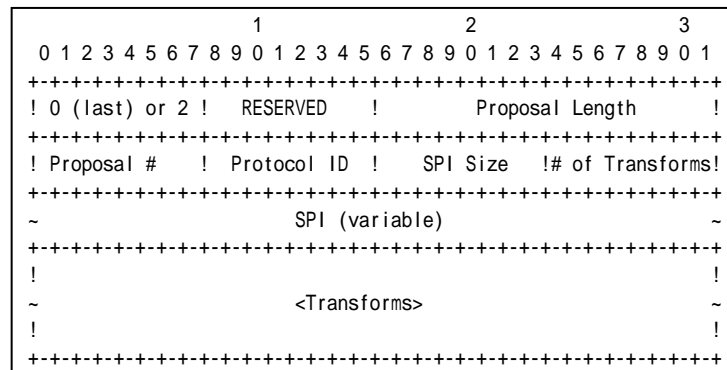 1                   2                   3
 0 1 2 3 4 5 6 7 8 9 0 1 2 3 4 5 6 7 8 9 0 1 2 3 4 5 6 7 8 9 0 1
+-+-+-+-+-+-+-+-+-+-+-+-+-+-+-+-+-+-+-+-+-+-+-+-+-+-+-+-+-+-+-+-+
! 0 (last) or 2 !   RESERVED    !         Proposal Length       !
+-+-+-+-+-+-+-+-+-+-+-+-+-+-+-+-+-+-+-+-+-+-+-+-+-+-+-+-+-+-+-+-+
! Proposal #    !  Protocol ID  !    SPI Size   !# of Transforms!
+-+-+-+-+-+-+-+-+-+-+-+-+-+-+-+-+-+-+-+-+-+-+-+-+-+-+-+-+-+-+-+-+
~                        SPI (variable)                         ~
+-+-+-+-+-+-+-+-+-+-+-+-+-+-+-+-+-+-+-+-+-+-+-+-+-+-+-+-+-+-+-+-+
!                                                               !
~                        <Transforms>                           ~
!                                                               !
+-+-+-+-+-+-+-+-+-+-+-+-+-+-+-+-+-+-+-+-+-+-+-+-+-+-+-+-+-+-+-+-+